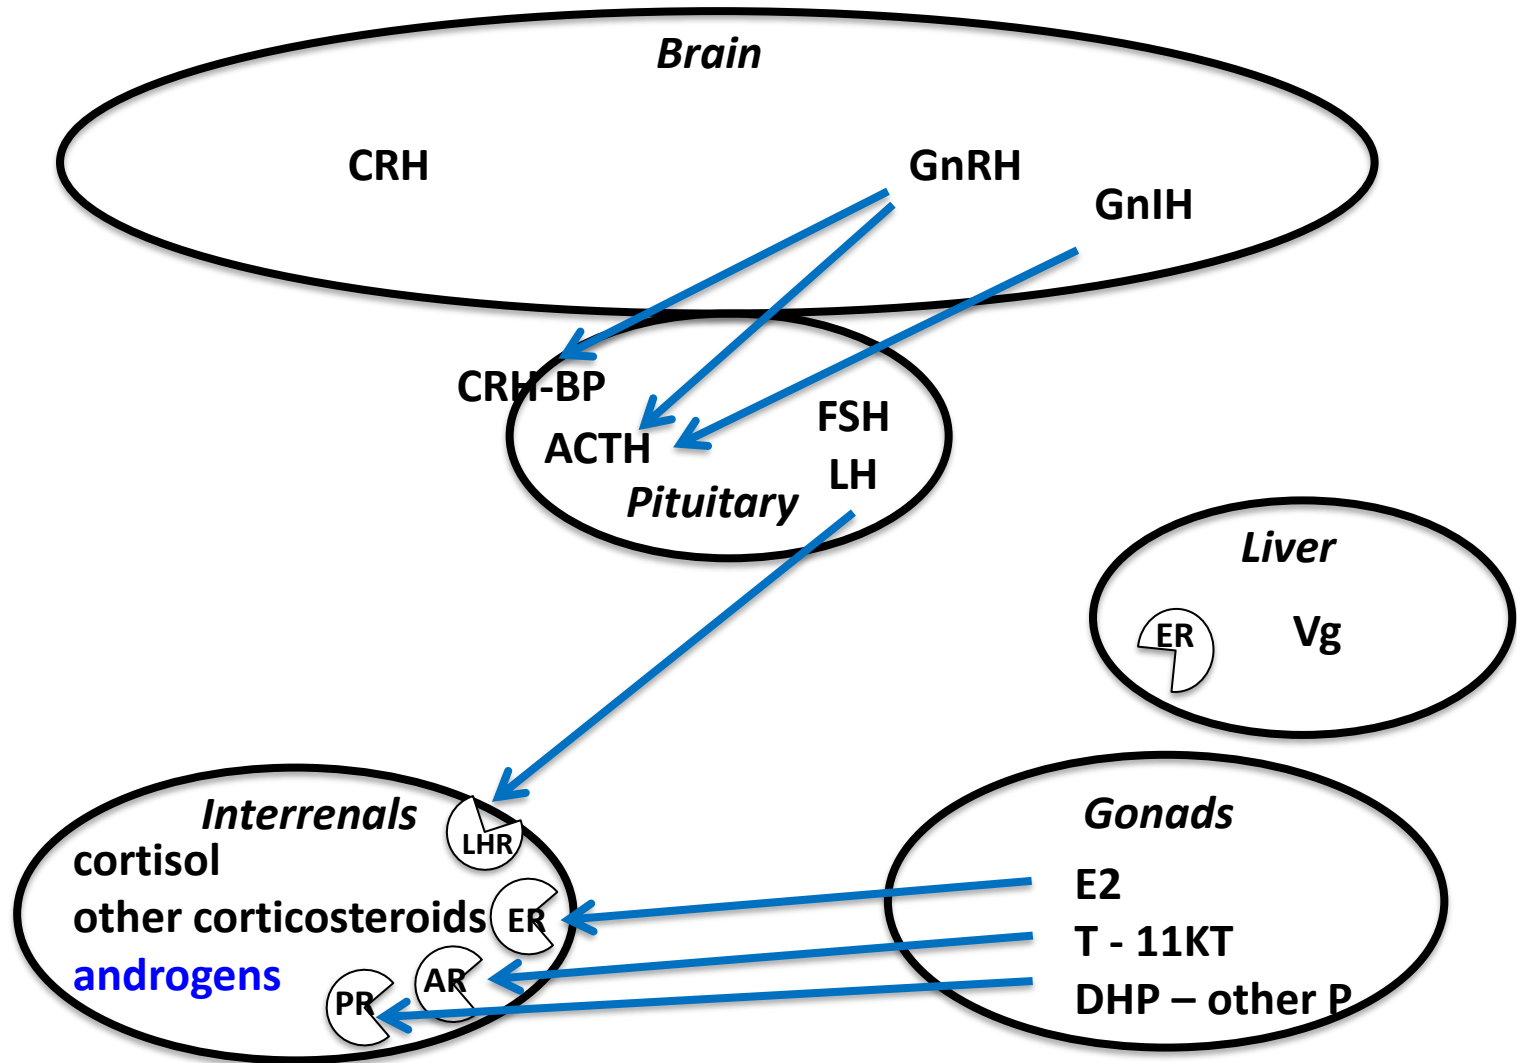 Brain
CRH
GnRH
GnIH
CRH-BP
FSH
ACTH
LH
Pituitary
Liver
ER
Vg
Interrenals
LHR
cortisol
other corticosteroids
ER
androgens
AR
PR
Gonads
E2
T - 11KT
DHP – other P